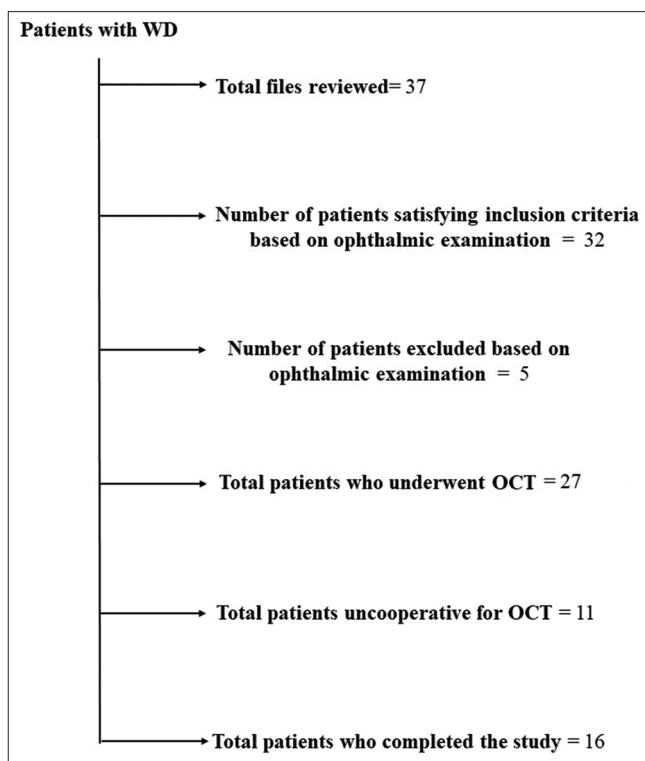 Patients with WD
Total files reviewed= 37
Number of patients satisfying inclusion criteria
based on ophthalmic examination = 32
Number of patients excluded based on
ophthalmic examination = 5
Total patients who underwent OCT = 27
Total patients uncooperative for OCT = 11
Total patients who completed the study = 16